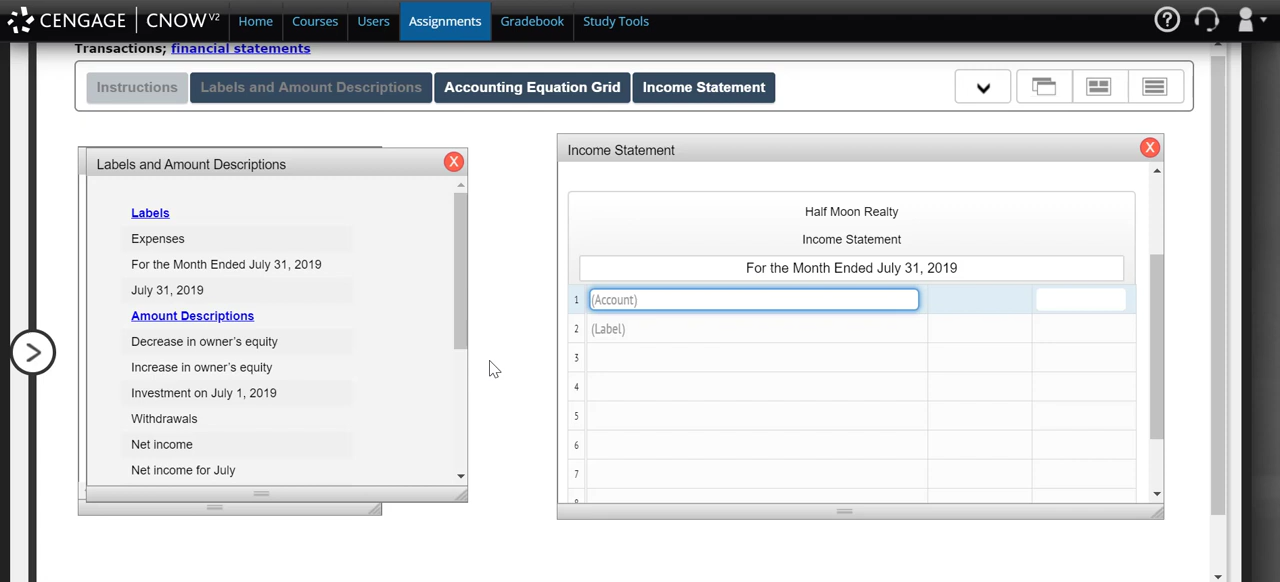 CENGAGE CNOWv2 Home Courses Users Assignments Gradebook Study Tools
Transactions; financial statements
Instructions Labels and Amount Descriptions Accounting Equation Grid Income Statement
Labels and Amount Descriptions X
Labels
Expenses
For the Month Ended July 31, 2019
July 31, 2019
Amount Descriptions
Decrease in owner's equity
Increase in owner's equity
Investment on July 1, 2019
Withdrawals
Net income
Net income for July
Income Statement X
Half Moon Realty
Income Statement
For the Month Ended July 31, 2019
1 (Account)
2 (Label)
3
4
5
6
7